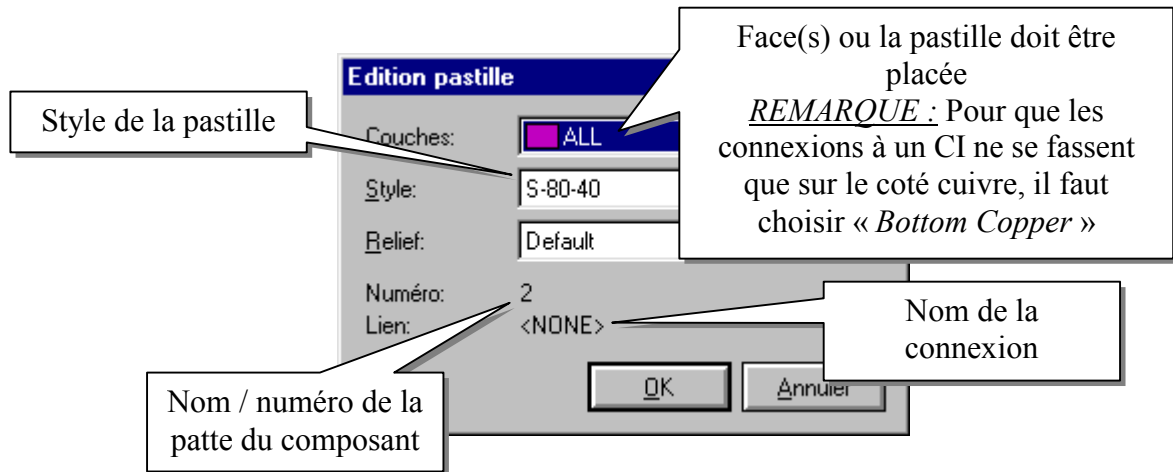 Face(s) ou la pastille doit être
placée
REMARQUE : Pour que les
connexions à un CI ne se fassent
que sur le coté cuivre, il faut
choisir « Bottom Copper »
Edition pastille
Style de la pastille
Couches:
ALL
Style:
S-80-40
Relief:
Default
Numéro:
2
Lien:
<NONE>
Nom de la
connexion
Nom / numéro de la
patte du composant
OK
Annuler